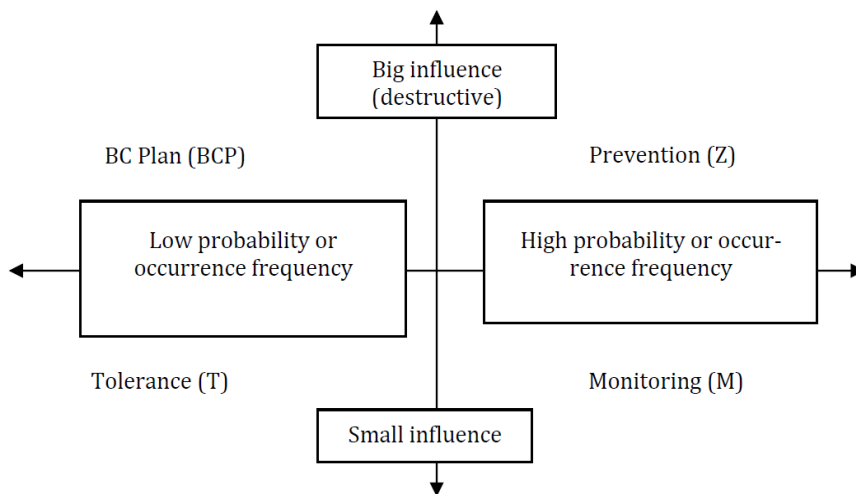 Big influence
(destructive)
BC Plan (BCP)
Prevention (Z)
Low probability or
occurrence frequency
High probability or occur-
rence frequency
Tolerance (T)
Monitoring (M)
Small influence